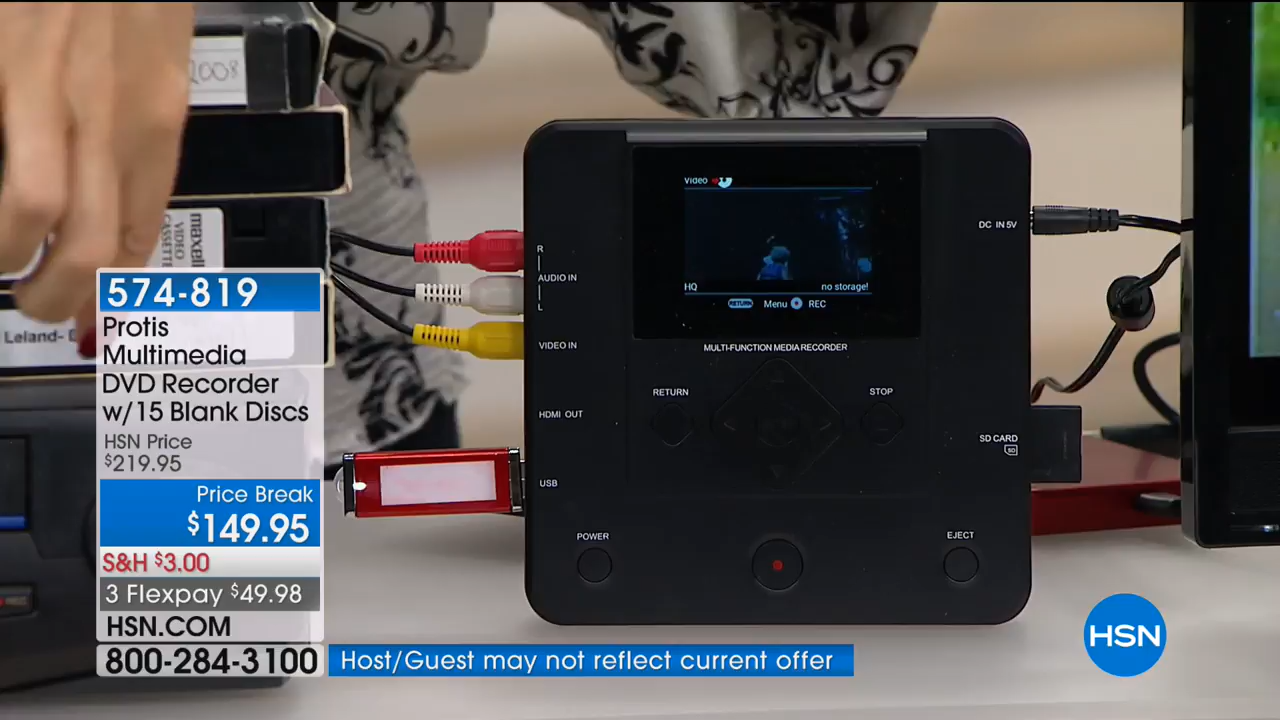 2008
maxell
VIDEO
CASSETTE
Leland-
574-819
Protis
Multimedia
DVD Recorder
w/15 Blank Discs
HSN Price
$219.95
Price Break
$149.95
S&H $3.00
3 Flexpay $49.98
HSN.COM
800-284-3100
Host/Guest may not reflect current offer
Video
HQ
no storage!
RETURN Menu REC
MULTI-FUNCTION MEDIA RECORDER
R
AUDIO IN
L
VIDEO IN
HDMI OUT
USB
RETURN
STOP
DC IN 5V
SD CARD
SD
POWER
EJECT
HSN